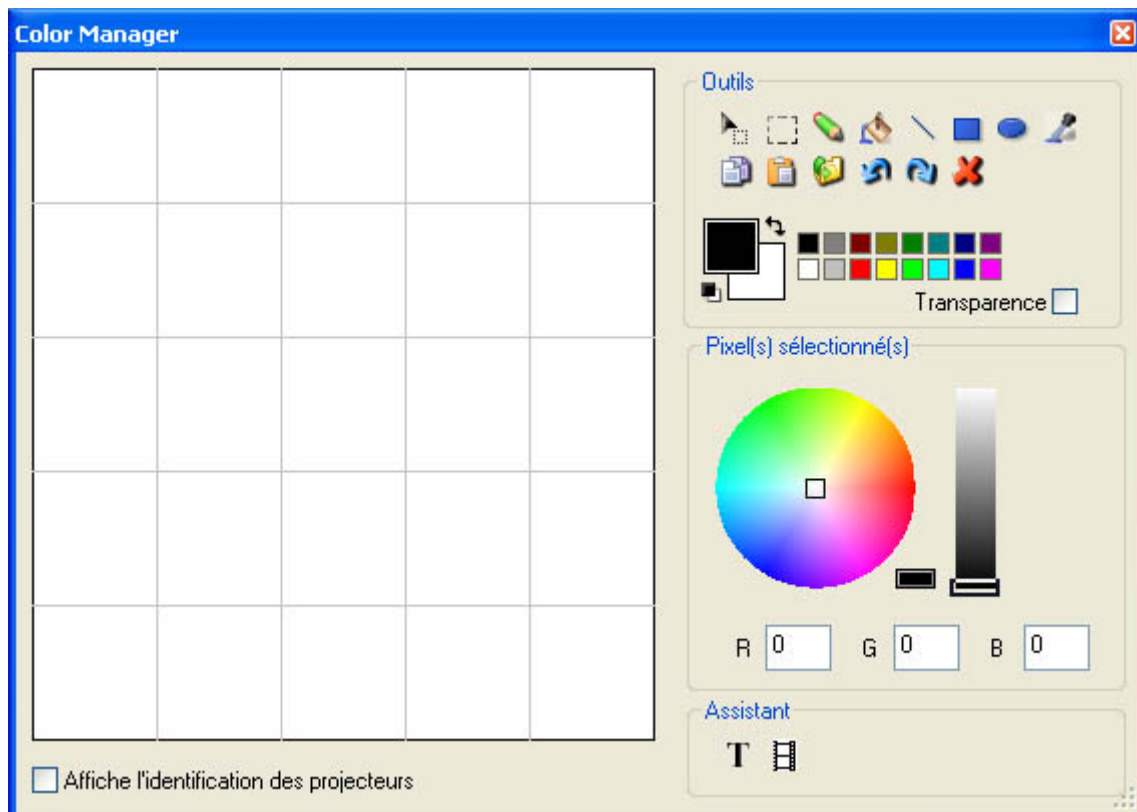 Color Manager
Outils
Transparence
Pixel(s) sélectionné(s)
R 0 G 0 B 0
Assistant
T
Affiche l'identification des projecteurs